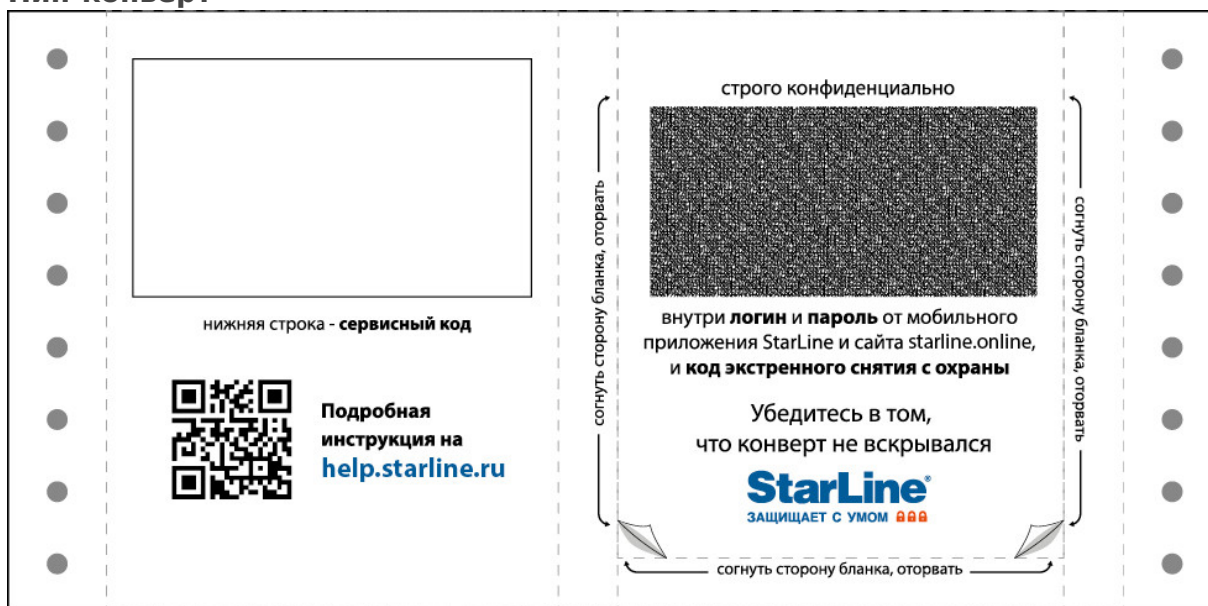 нижняя строка - сервисный код
Подробная
инструкция на
help.starline.ru
строго конфиденциально
согнуть сторону бланка, оторвать
внутри логин и пароль от мобильного
приложения StarLine и сайта starline.online,
и код экстренного снятия с охраны
Убедитесь в том,
что конверт не вскрывался
StarLine®
ЗАЩИЩАЕТ С УМОМ
согнуть сторону бланка, оторвать
согнуть сторону бланка, оторвать